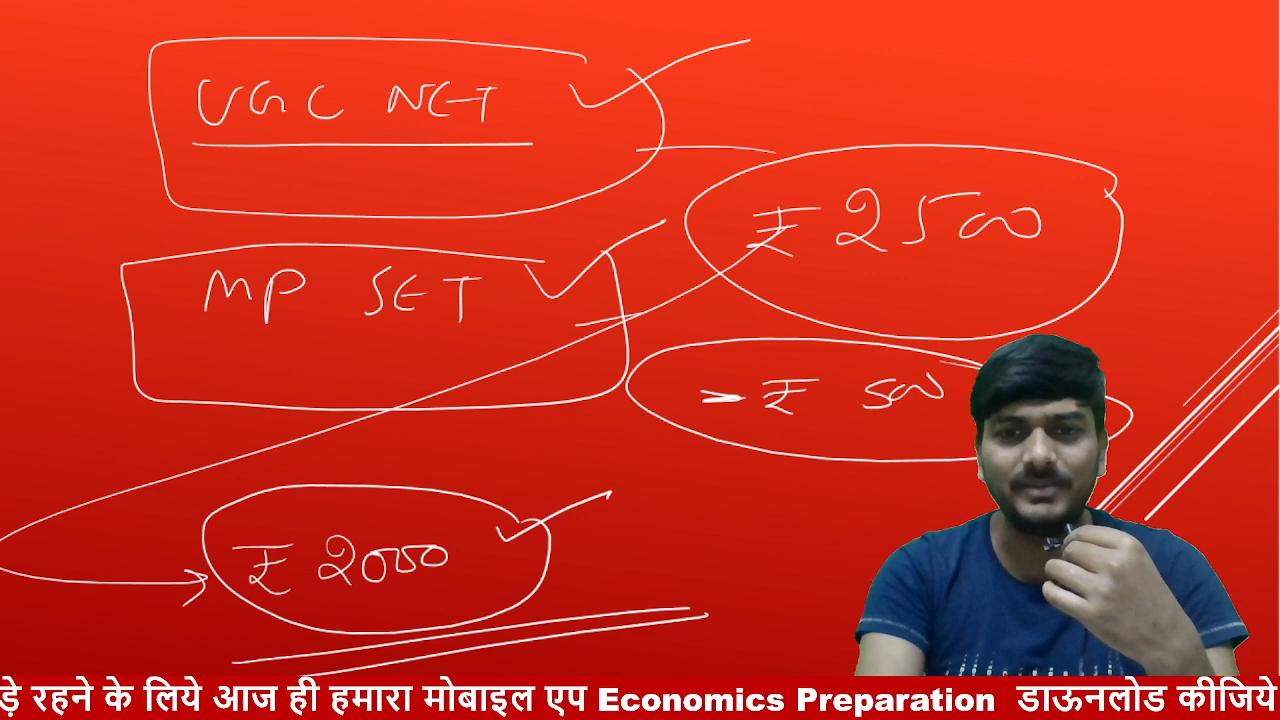 UGC NET
₹ 2500
MP SET
- ₹ 500
₹ 2000
ड़े रहने के लिये आज ही हमारा मोबाइल एप Economics Preparation डाऊनलोड कीजिये